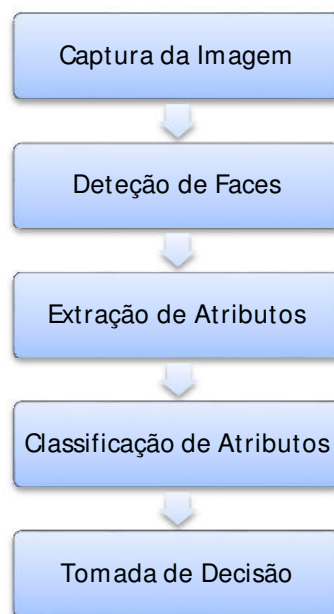 Captura da Imagem
Deteção de Faces
Extração de Atributos
Classificação de Atributos
Tomada de Decisão